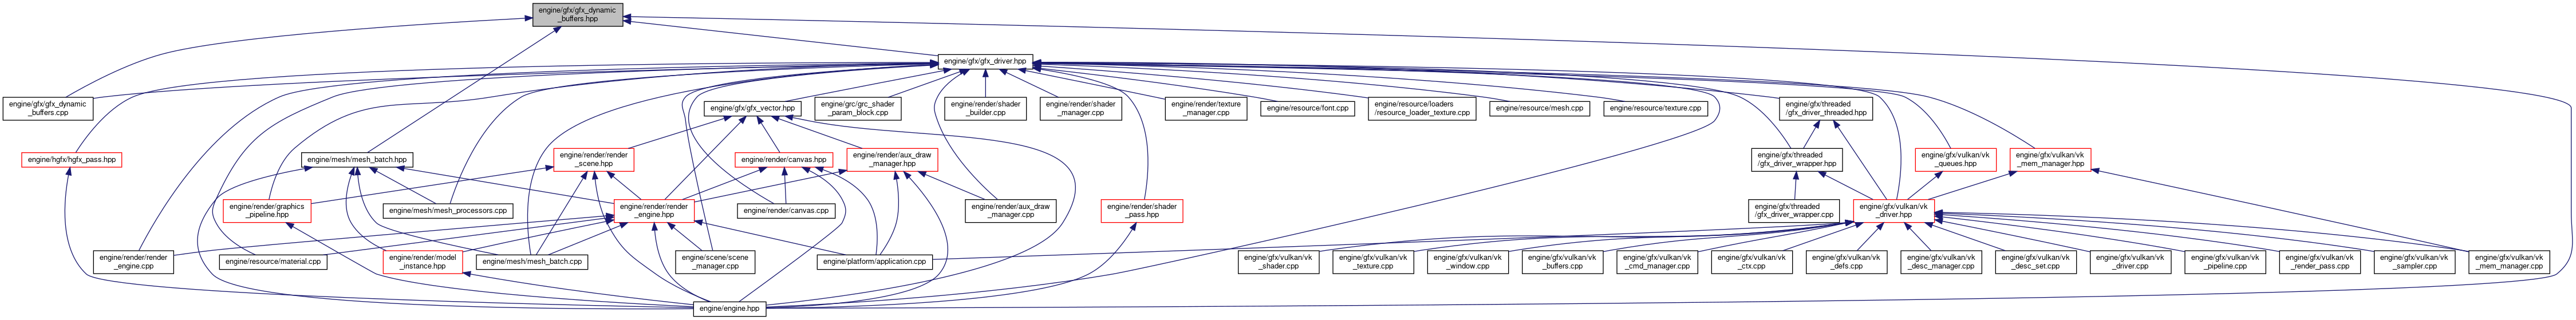 engine/gfx/gfx_dynamic
_buffers.hpp
engine/gfx/gfx_driver.hpp
engine/gfx/gfx_dynamic
_buffers.cpp
engine/gfx/gfx_vector.hpp
engine/grc/grc_shader
_param_block.cpp
engine/render/shader
_builder.cpp
engine/render/shader
_manager.cpp
engine/render/texture
_manager.cpp
engine/resource/font.cpp
engine/resource/loaders
/resource_loader_texture.cpp
engine/resource/mesh.cpp
engine/resource/texture.cpp
engine/gfx/threaded
/gfx_driver_threaded.hpp
engine/hgfx/hgfx_pass.hpp
engine/mesh/mesh_batch.hpp
engine/render/render
_scene.hpp
engine/render/canvas.hpp
engine/render/aux_draw
_manager.hpp
engine/gfx/threaded
/gfx_driver_wrapper.hpp
engine/gfx/vulkan/vk
_queues.hpp
engine/gfx/vulkan/vk
_mem_manager.hpp
engine/render/graphics
_pipeline.hpp
engine/mesh/mesh_processors.cpp
engine/render/render
_engine.hpp
engine/render/canvas.cpp
engine/render/aux_draw
_manager.cpp
engine/render/shader
_pass.hpp
engine/gfx/threaded
/gfx_driver_wrapper.cpp
engine/gfx/vulkan/vk
_driver.hpp
engine/render/render
_engine.cpp
engine/resource/material.cpp
engine/render/model
_instance.hpp
engine/mesh/mesh_batch.cpp
engine/scene/scene
_manager.cpp
engine/platform/application.cpp
engine/gfx/vulkan/vk
_shader.cpp
engine/gfx/vulkan/vk
_texture.cpp
engine/gfx/vulkan/vk
_window.cpp
engine/gfx/vulkan/vk
_buffers.cpp
engine/gfx/vulkan/vk
_cmd_manager.cpp
engine/gfx/vulkan/vk
_ctx.cpp
engine/gfx/vulkan/vk
_defs.cpp
engine/gfx/vulkan/vk
_desc_manager.cpp
engine/gfx/vulkan/vk
_desc_set.cpp
engine/gfx/vulkan/vk
_driver.cpp
engine/gfx/vulkan/vk
_pipeline.cpp
engine/gfx/vulkan/vk
_render_pass.cpp
engine/gfx/vulkan/vk
_sampler.cpp
engine/gfx/vulkan/vk
_mem_manager.cpp
engine/engine.hpp